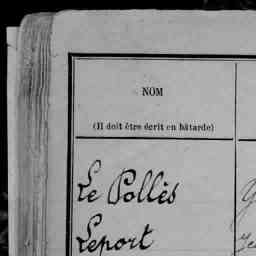 NOM
(Il doit être écrit en bâtarde)
Le Pollès
Leport